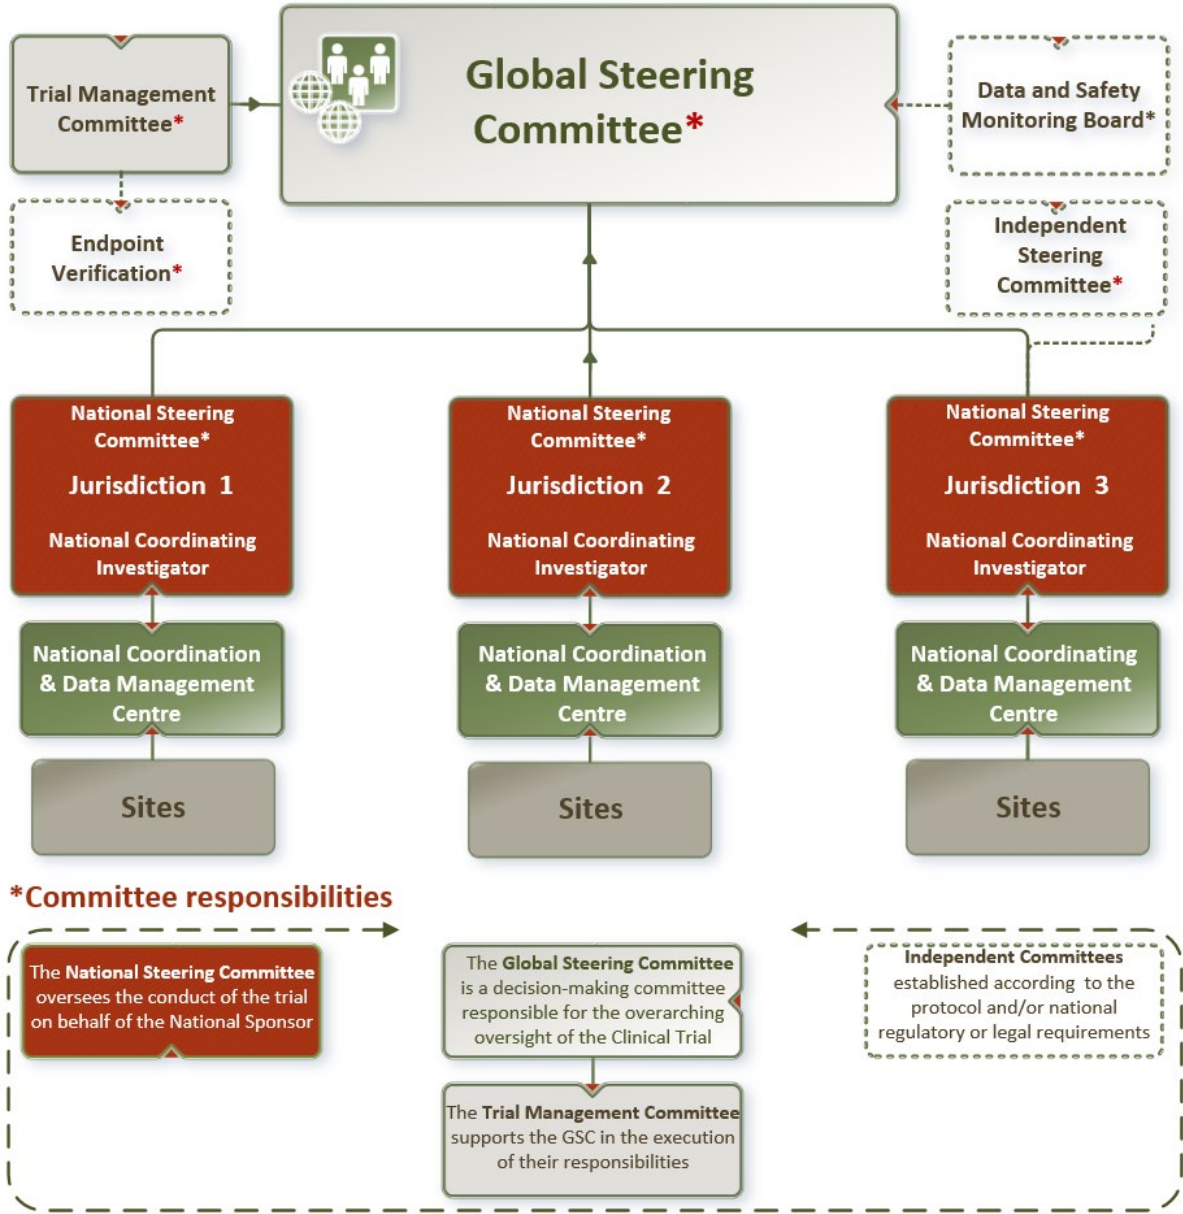 Trial Management
Committee*
Global Steering
Committee*
Data and Safety
Monitoring Board*
Endpoint
Verification*
Independent
Steering
Committee*
National Steering
Committee*
Jurisdiction 1
National Coordinating
Investigator
National Steering
Committee*
Jurisdiction 2
National Coordinating
Investigator
National Steering
Committee*
Jurisdiction 3
National Coordinating
Investigator
National Coordination
& Data Management
Centre
National Coordination
& Data Management
Centre
National Coordinating
& Data Management
Centre
Sites
Sites
Sites
*Committee responsibilities
The National Steering Committee
oversees the conduct of the trial
on behalf of the National Sponsor
The Global Steering Committee
is a decision-making committee
responsible for the overarching
oversight of the Clinical Trial
Independent Committees
established according to the
protocol and/or national
regulatory or legal requirements
The Trial Management Committee
supports the GSC in the execution
of their responsibilities